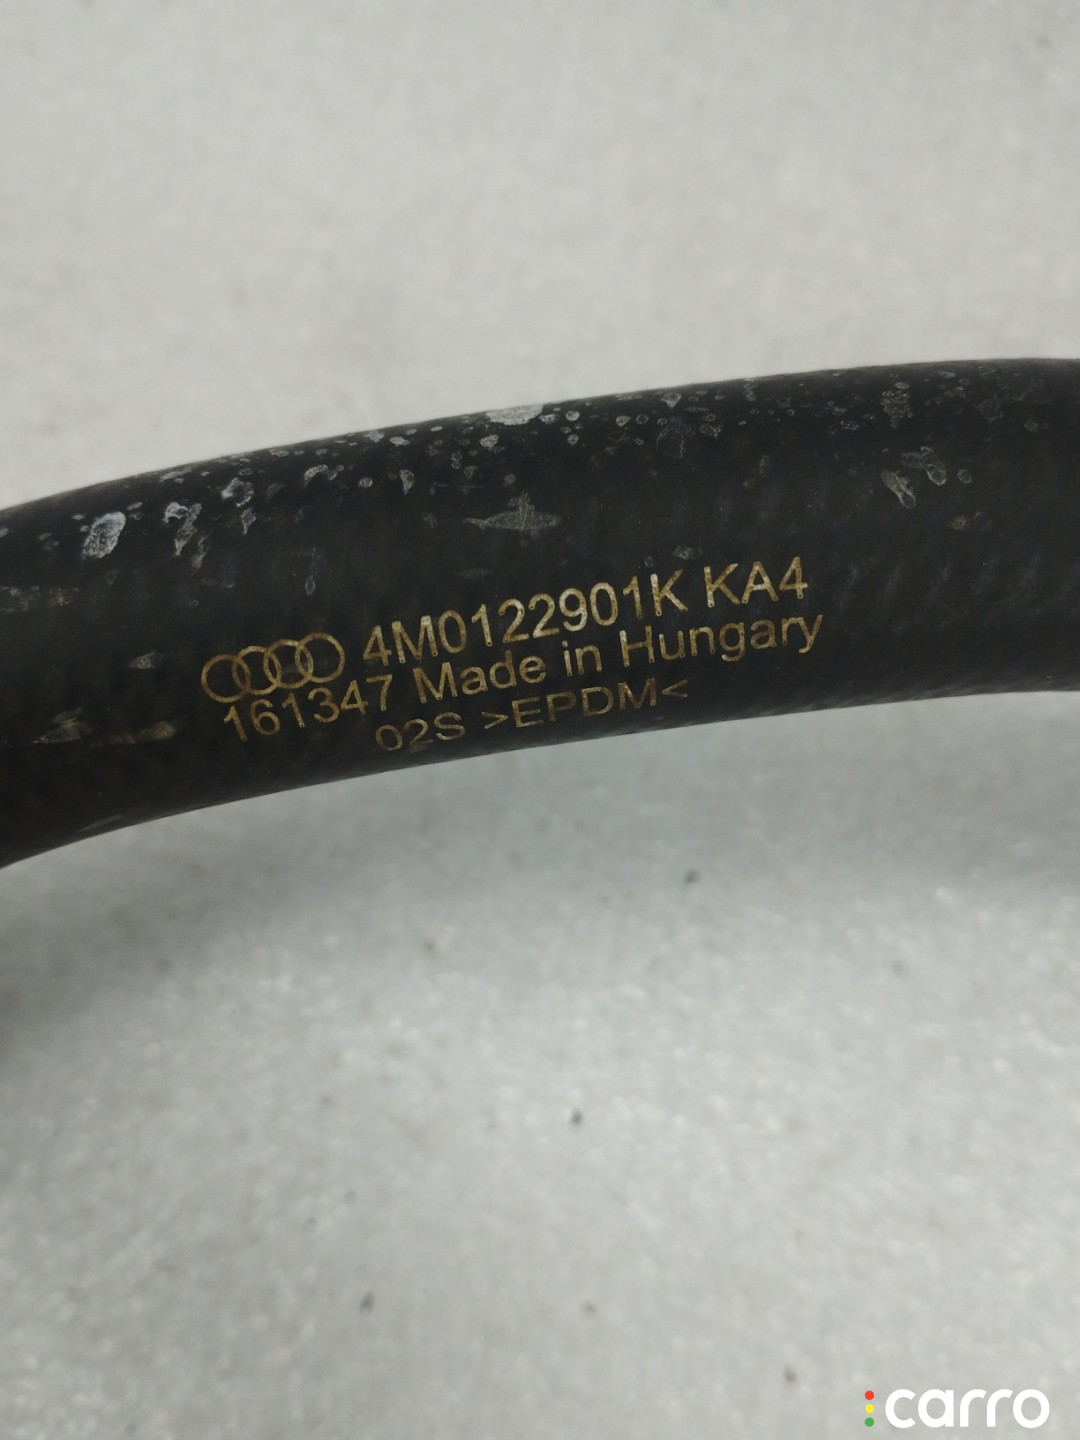 4M0122901K KA4
161347 Made in Hungary
02S >EPDM<
carro